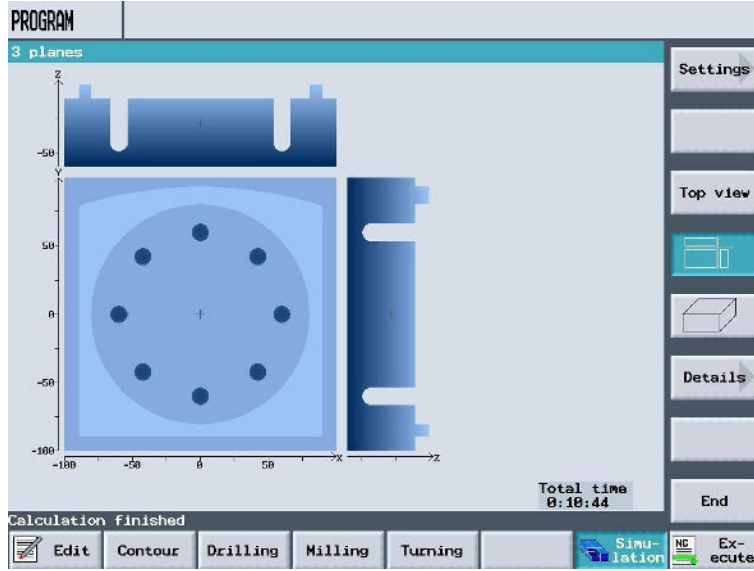 PROGRAM
3 planes
Settings
Z
-50
Y
Top view
50
0
-50
-100
-100
-50
0
50
X
Z
Details
Total time
0:10:44
End
Calculation finished
Edit
Contour
Drilling
Milling
Turning
Simu-
lation
NC
Ex-
ecute